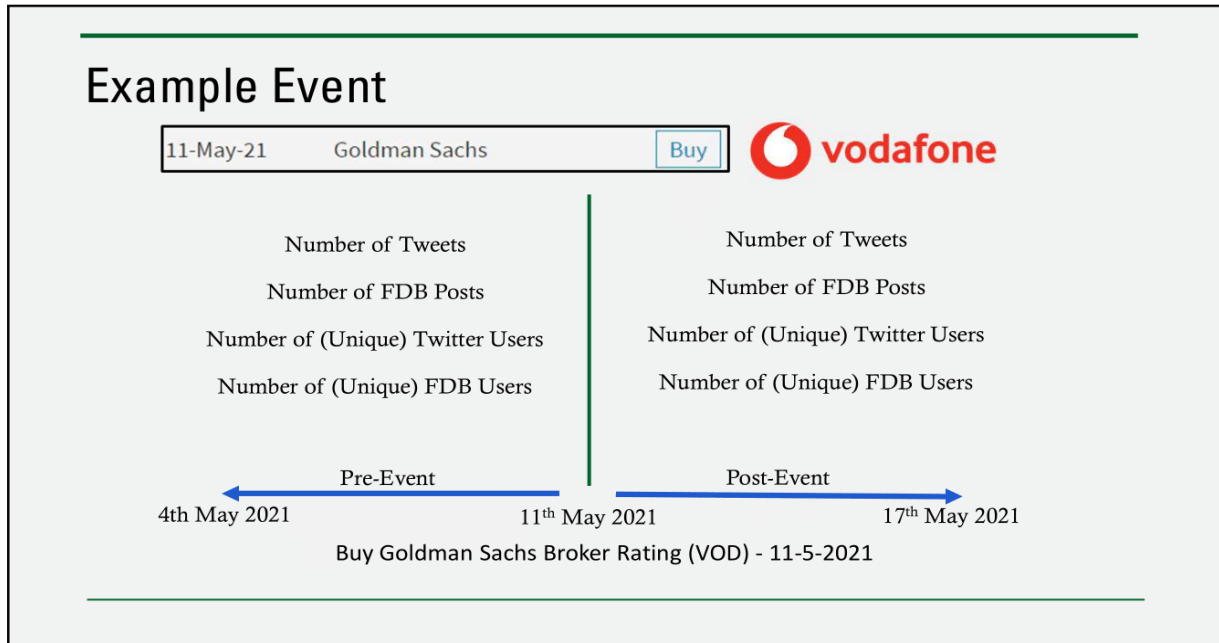 Example Event
11-May-21 Goldman Sachs Buy
vodafone
Number of Tweets
Number of FDB Posts
Number of (Unique) Twitter Users
Number of (Unique) FDB Users
Number of Tweets
Number of FDB Posts
Number of (Unique) Twitter Users
Number of (Unique) FDB Users
Pre-Event
Post-Event
4th May 2021
11th May 2021
17th May 2021
Buy Goldman Sachs Broker Rating (VOD) - 11-5-2021